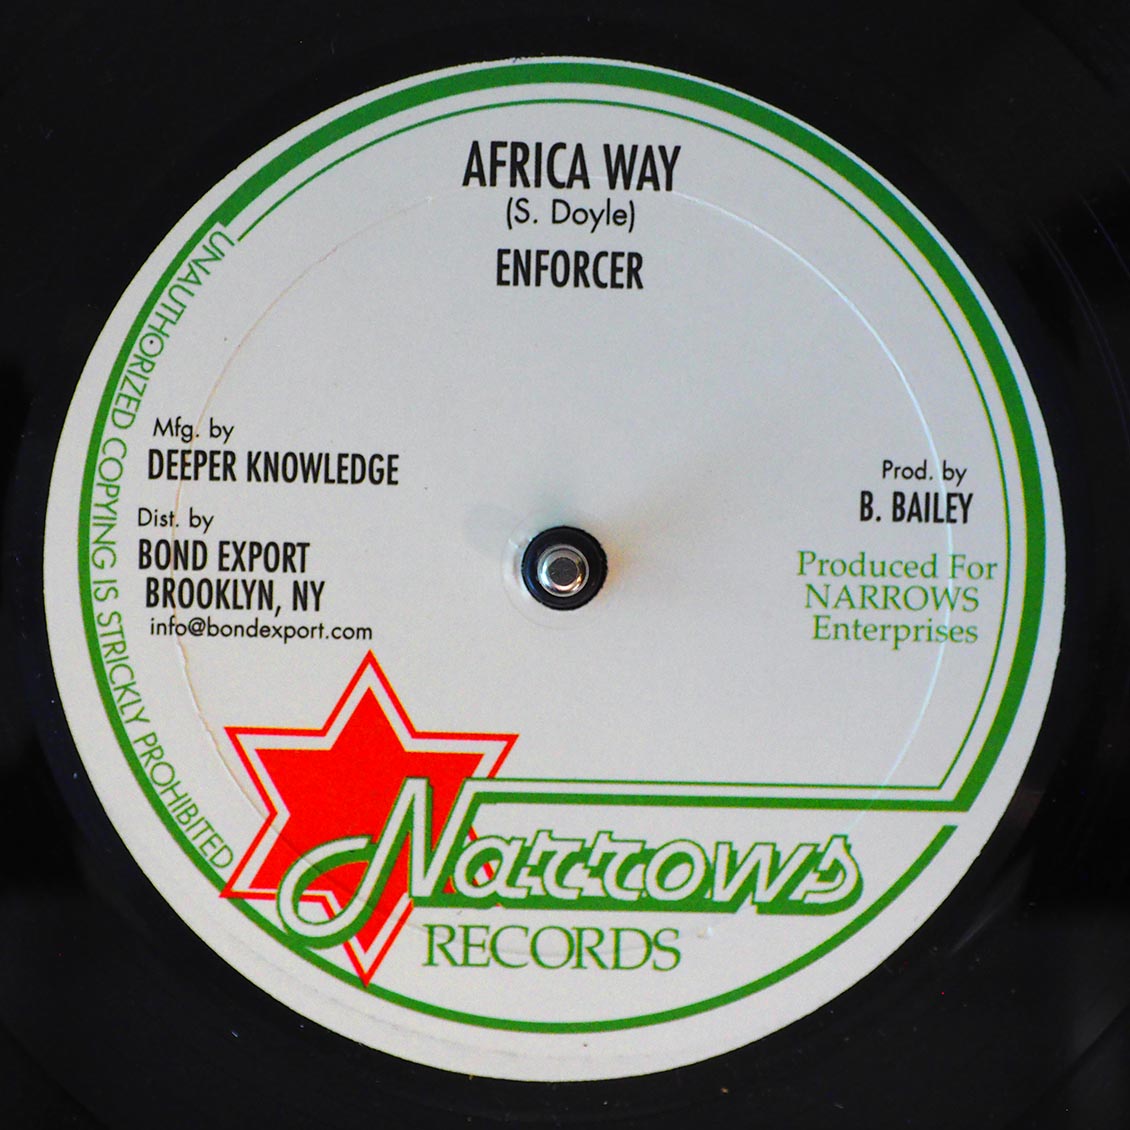 AFRICA WAY
(S. Doyle)
ENFORCER
UNAUTHORIZED COPYING IS STRICKLY PROHIBITED
Mfg. by
DEEPER KNOWLEDGE
Dist. by
BOND EXPORT
BROOKLYN, NY
info@bondexport.com
Prod. by
B. BAILEY
Produced For
NARROWS
Enterprises
Narrows
RECORDS